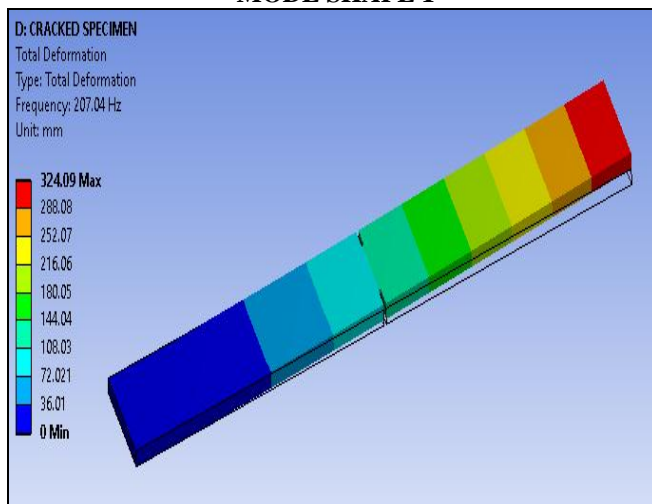 MODE SHAPE 1
D: CRACKED SPECIMEN
Total Deformation
Type: Total Deformation
Frequency: 207.04 Hz
Unit: mm
324.09 Max
288.08
252.07
216.06
180.05
144.04
108.03
72.021
36.01
0 Min